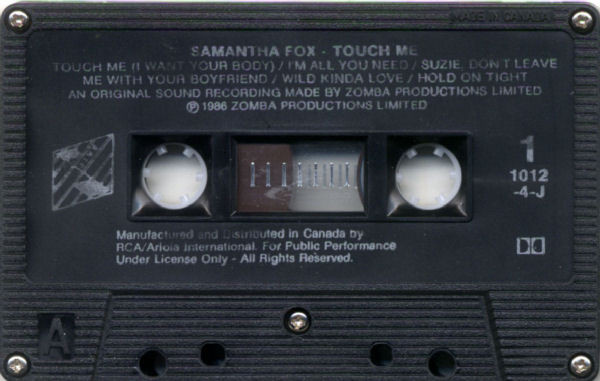 MADE IN CANADA
SAMANTHA FOX - TOUCH ME
TOUCH ME (I WANT YOUR BODY) / I'M ALL YOU NEED / SUZIE, DON'T LEAVE
ME WITH YOUR BOYFRIEND / WILD KINDA LOVE / HOLD ON TIGHT
AN ORIGINAL SOUND RECORDING MADE BY ZOMBA PRODUCTIONS LIMITED
℗ 1986 ZOMBA PRODUCTIONS LIMITED
1
1012
-4-J
Manufactured and Distributed in Canada by
RCA/Ariola International. For Public Performance
Under License Only - All Rights Reserved.
A